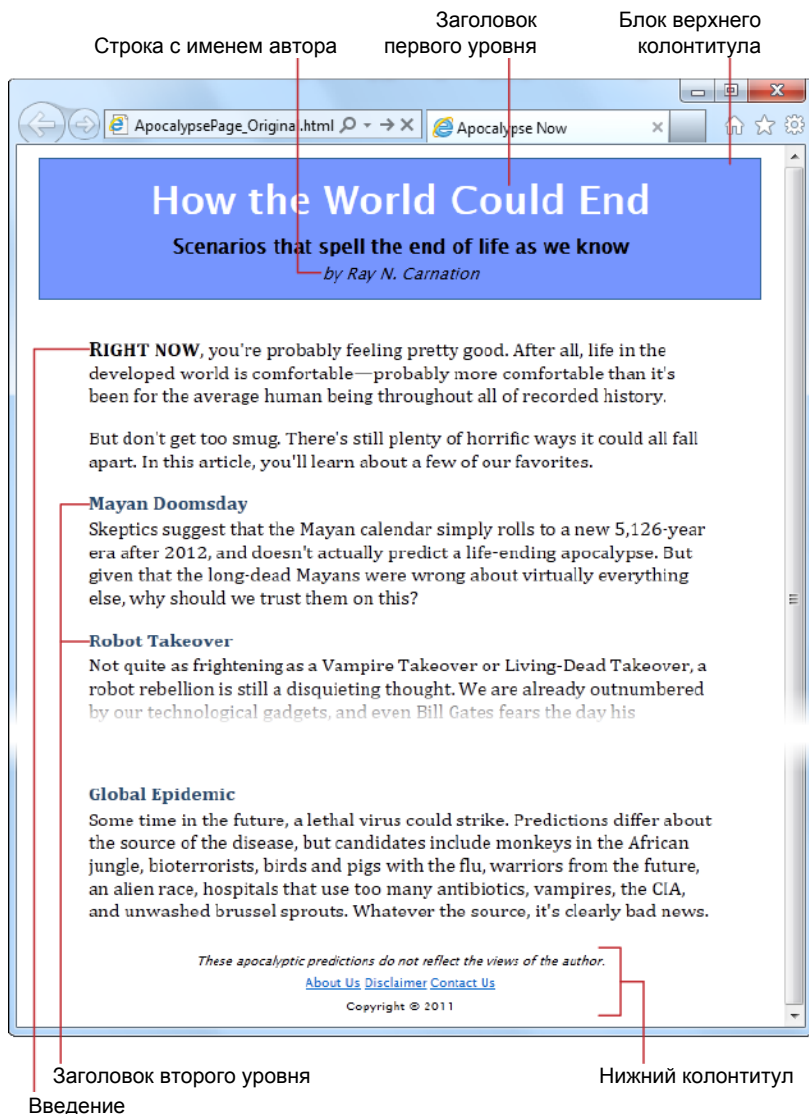 Строка с именем автора
Заголовок
первого уровня
Блок верхнего
колонтитула
ApocalypsePage_Original.html
Apocalypse Now
How the World Could End
Scenarios that spell the end of life as we know
by Ray N. Carnation
RIGHT NOW, you're probably feeling pretty good. After all, life in the
developed world is comfortable—probably more comfortable than it's
been for the average human being throughout all of recorded history.
But don't get too smug. There's still plenty of horrific ways it could all fall
apart. In this article, you'll learn about a few of our favorites.
Mayan Doomsday
Skeptics suggest that the Mayan calendar simply rolls to a new 5,126-year
era after 2012, and doesn't actually predict a life-ending apocalypse. But
given that the long-dead Mayans were wrong about virtually everything
else, why should we trust them on this?
Robot Takeover
Not quite as frightening as a Vampire Takeover or Living-Dead Takeover, a
robot rebellion is still a disquieting thought. We are already outnumbered
by our technological gadgets, and even Bill Gates fears the day his
Global Epidemic
Some time in the future, a lethal virus could strike. Predictions differ about
the source of the disease, but candidates include monkeys in the African
jungle, bioterrorists, birds and pigs with the flu, warriors from the future,
an alien race, hospitals that use too many antibiotics, vampires, the CIA,
and unwashed brussel sprouts. Whatever the source, it's clearly bad news.
These apocalyptic predictions do not reflect the views of the author.
About Us Disclaimer Contact Us
Copyright © 2011
Заголовок второго уровня
Нижний колонтитул
Введение